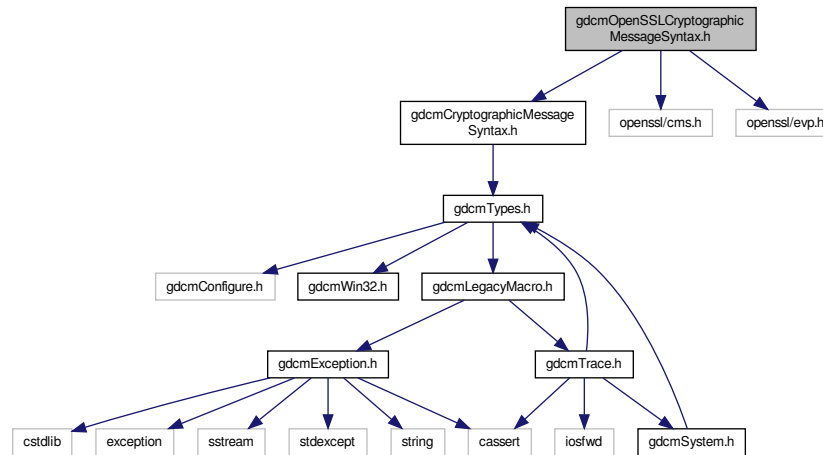 gdcmOpenSSLCryptographic
MessageSyntax.h
gdcmCryptographicMessage
Syntax.h
openssl/cms.h
openssl/evp.h
gdcmTypes.h
gdcmConfigure.h
gdcmWin32.h
gdcmLegacyMacro.h
gdcmException.h
gdcmTrace.h
cstdlib
exception
sstream
stdexcept
string
cassert
iosfwd
gdcmSystem.h